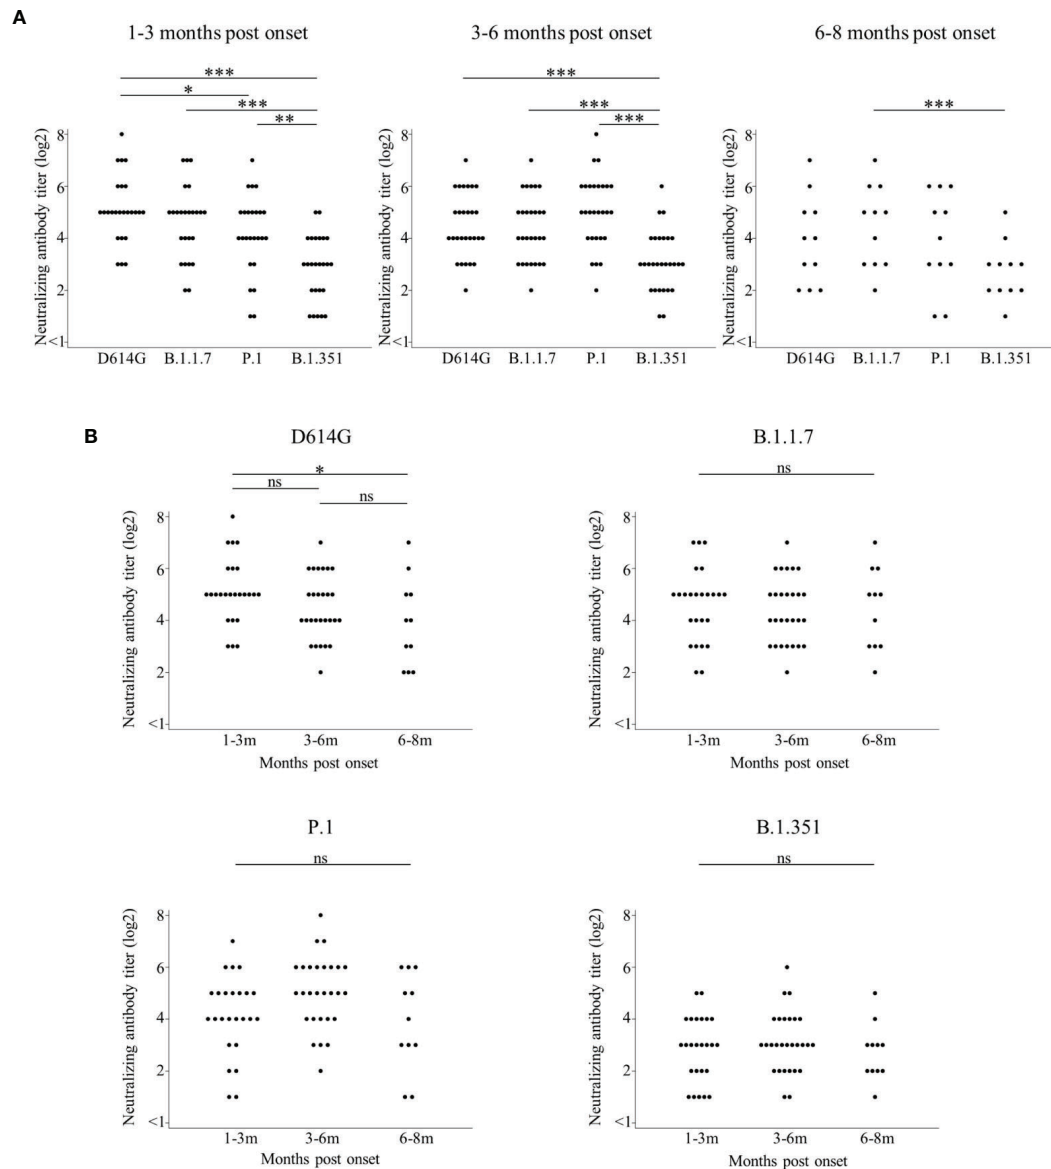 A
1-3 months post onset
3-6 months post onset
6-8 months post onset
***
*
***
**
***
***
***
***
Neutralizing antibody titer (log2)
8
6
4
2
<1
D614G B.1.1.7 P.1 B.1.351
Neutralizing antibody titer (log2)
8
6
4
2
<1
D614G B.1.1.7 P.1 B.1.351
Neutralizing antibody titer (log2)
8
6
4
2
<1
D614G B.1.1.7 P.1 B.1.351
B
D614G
*
ns
ns
Neutralizing antibody titer (log2)
8
6
4
2
<1
1-3m 3-6m 6-8m
Months post onset
B.1.1.7
ns
Neutralizing antibody titer (log2)
8
6
4
2
<1
1-3m 3-6m 6-8m
Months post onset
P.1
ns
Neutralizing antibody titer (log2)
8
6
4
2
<1
1-3m 3-6m 6-8m
Months post onset
B.1.351
ns
Neutralizing antibody titer (log2)
8
6
4
2
<1
1-3m 3-6m 6-8m
Months post onset